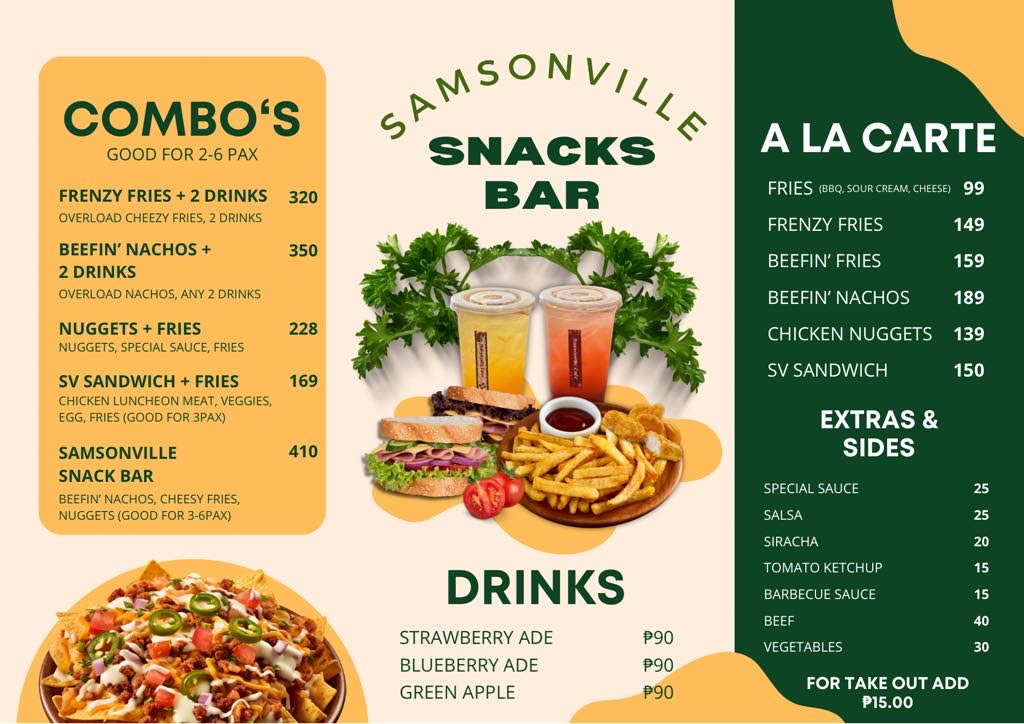 COMBO‘S
GOOD FOR 2-6 PAX
FRENZY FRIES + 2 DRINKS 320
OVERLOAD CHEEZY FRIES, 2 DRINKS
BEEFIN’ NACHOS + 350
2 DRINKS
OVERLOAD NACHOS, ANY 2 DRINKS
NUGGETS + FRIES 228
NUGGETS, SPECIAL SAUCE, FRIES
SV SANDWICH + FRIES 169
CHICKEN LUNCHEON MEAT, VEGGIES,
EGG, FRIES (GOOD FOR 3PAX)
SAMSONVILLE 410
SNACK BAR
BEEFIN’ NACHOS, CHEESY FRIES,
NUGGETS (GOOD FOR 3-6PAX)
SAMSONVILLE
SNACKS
BAR
DRINKS
STRAWBERRY ADE ₱90
BLUEBERRY ADE ₱90
GREEN APPLE ₱90
A LA CARTE
FRIES (BBQ, SOUR CREAM, CHEESE) 99
FRENZY FRIES 149
BEEFIN’ FRIES 159
BEEFIN’ NACHOS 189
CHICKEN NUGGETS 139
SV SANDWICH 150
EXTRAS &
SIDES
SPECIAL SAUCE 25
SALSA 25
SIRACHA 20
TOMATO KETCHUP 15
BARBECUE SAUCE 15
BEEF 40
VEGETABLES 30
FOR TAKE OUT ADD
₱15.00